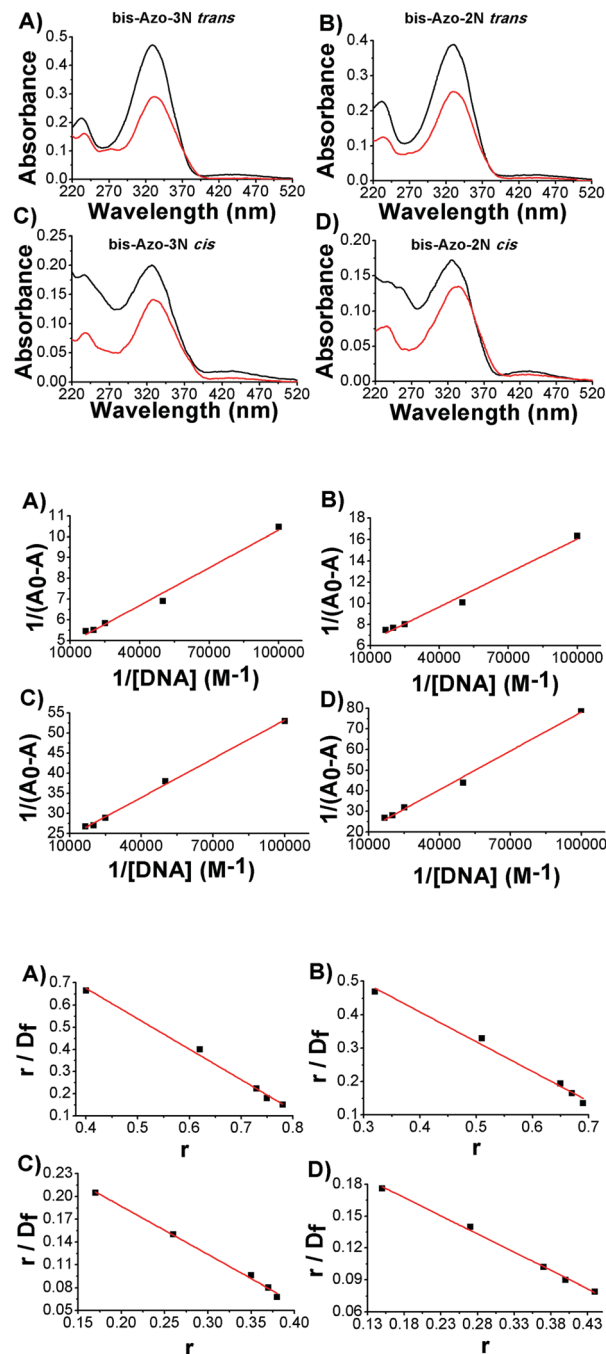 A) bis-Azo-3N trans
0.5
0.4
0.3
0.2
0.1
0.0
Absorbance
220 270 320 370 420 470 520
Wavelength (nm)
B) bis-Azo-2N trans
0.4
0.3
0.2
0.1
0.0
Absorbance
220 270 320 370 420 470 520
Wavelength (nm)
C) bis-Azo-3N cis
0.25
0.20
0.15
0.10
0.05
0.00
Absorbance
220 270 320 370 420 470 520
Wavelength (nm)
D) bis-Azo-2N cis
0.20
0.15
0.10
0.05
0.00
Absorbance
220 270 320 370 420 470 520
Wavelength (nm)
A)
11
10
9
8
7
6
5
1/(A0-A)
10000 40000 70000 100000
1/[DNA] (M-1)
B)
18
16
14
12
10
8
6
1/(A0-A)
10000 40000 70000 100000
1/[DNA] (M-1)
C)
55
50
45
40
35
30
25
1/(A0-A)
10000 40000 70000 100000
1/[DNA] (M-1)
D)
80
70
60
50
40
30
20
1/(A0-A)
10000 40000 70000 100000
1/[DNA] (M-1)
A)
0.7
0.6
0.5
0.4
0.3
0.2
0.1
r / Df
0.4 0.5 0.6 0.7 0.8
r
B)
0.5
0.4
0.3
0.2
0.1
r / Df
0.3 0.4 0.5 0.6 0.7
r
C)
0.23
0.20
0.17
0.14
0.11
0.08
0.05
r / Df
0.15 0.20 0.25 0.30 0.35 0.40
r
D)
0.18
0.15
0.12
0.09
0.06
r / Df
0.13 0.18 0.23 0.28 0.33 0.38 0.43
r